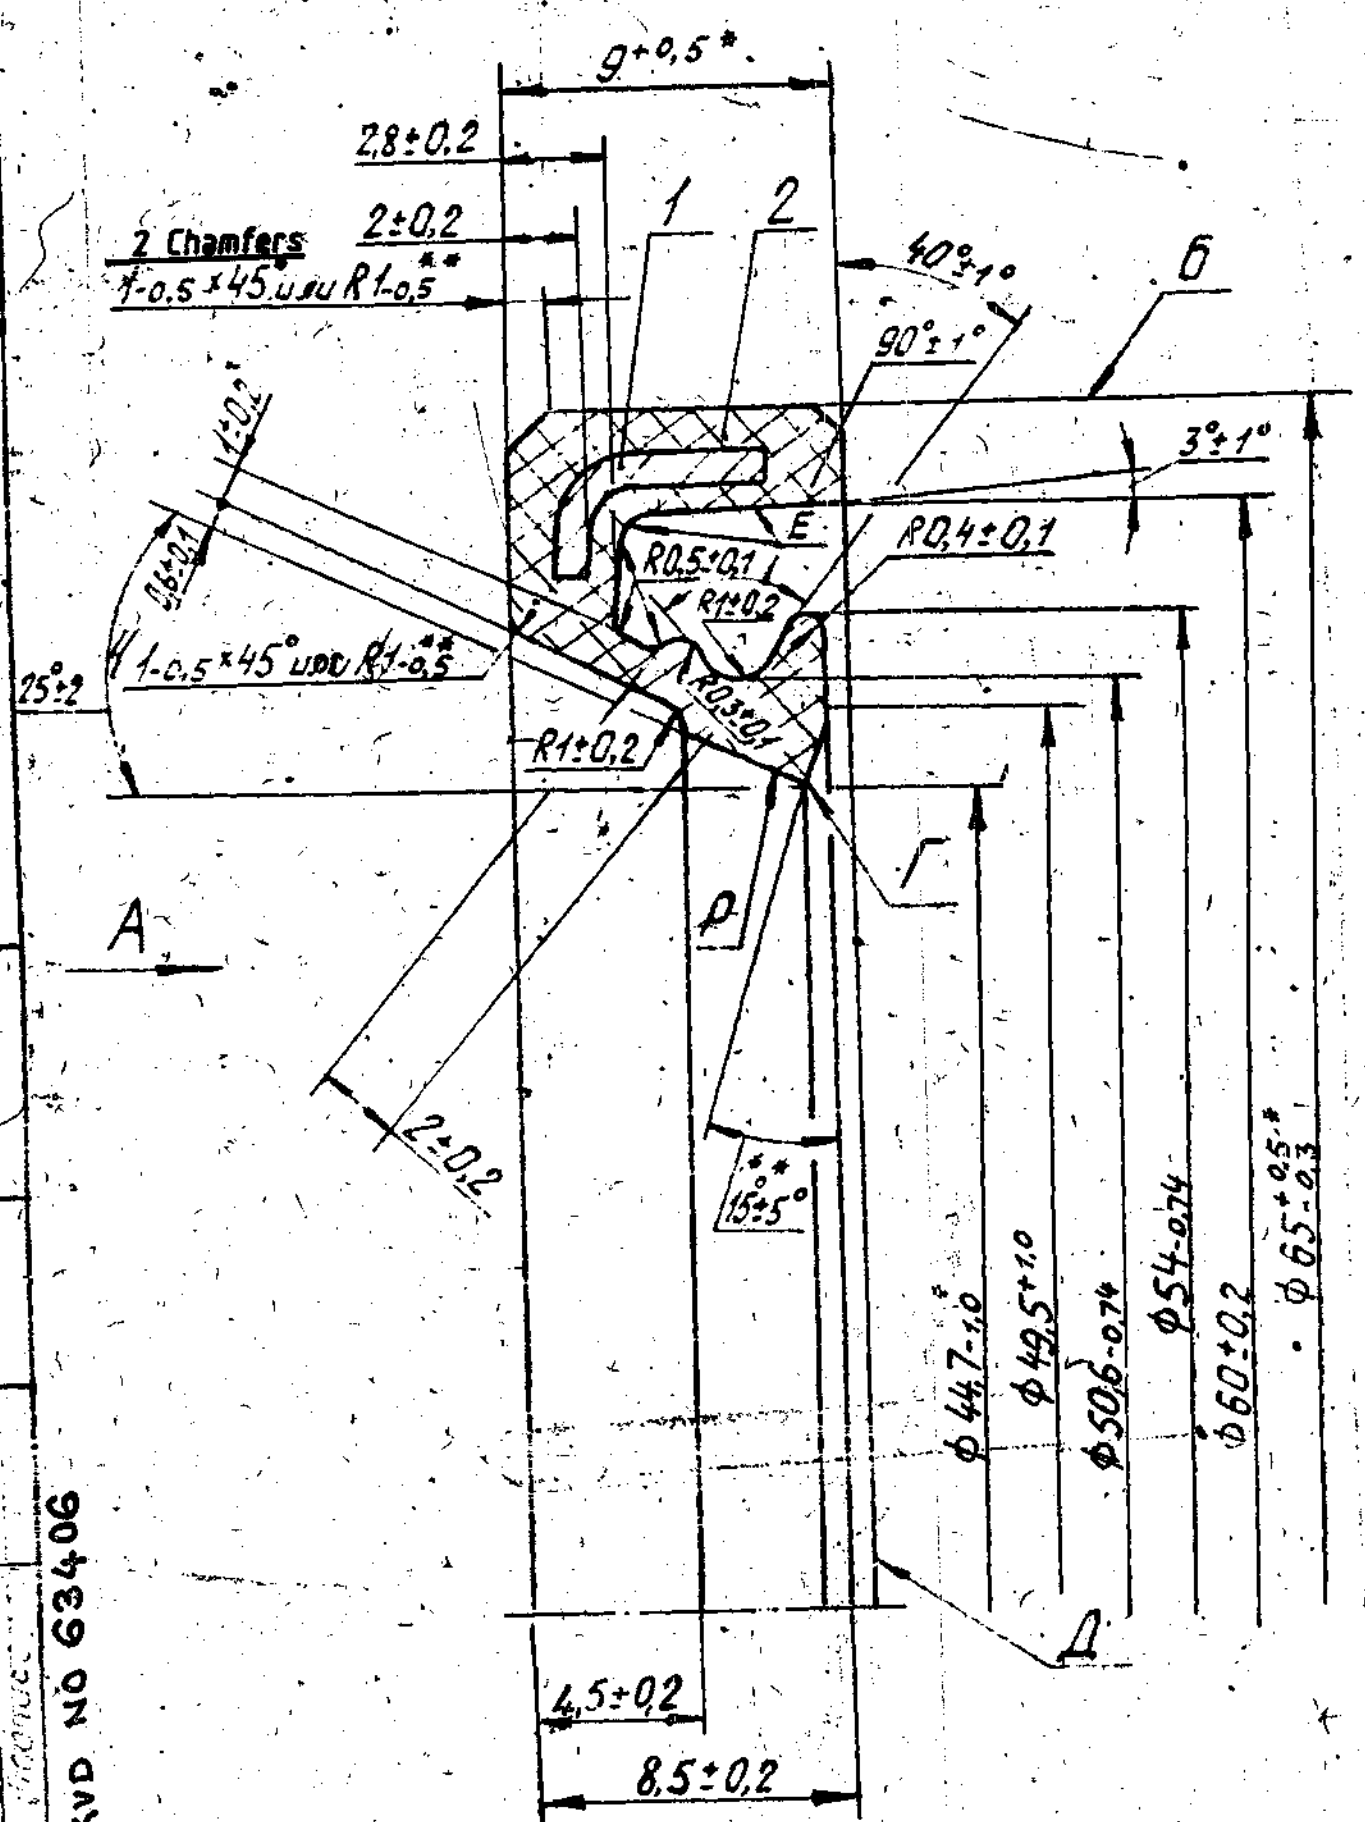 9+0,5*
2,8±0,2
2±0,2
1
2
2 Chamfers
1-0,5×45° или R1-0,5**
40°±1°
Б
90°±1°
3°±1°
1±0,2*
0,6±0,1
E
R0,5±0,1
R0,4±0,1
R1±0,2
1-0,5×45° или R1-0,5**
25°±2
R0,3±0,1
R1±0,2
Г
P
А
2±0,2
**
15°±5°
ϕ44,7-1,0*
ϕ49,5+1,0
ϕ50,6-0,74
ϕ54-0,74
ϕ60±0,2
ϕ65+0,5*-0,3
Д
4,5±0,2
8,5±0,2
NO 63406